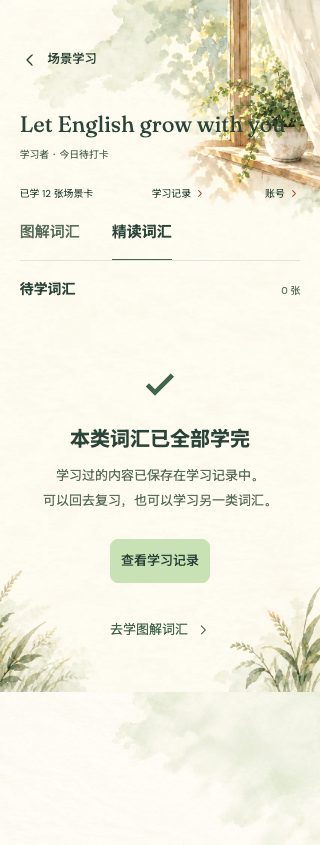 场景学习
Let English grow with you
学习者 · 今日待打卡
已学 12 张场景卡
学习记录
账号
图解词汇
精读词汇
待学词汇
0 张
本类词汇已全部学完
学习过的内容已保存在学习记录中。
可以回去复习，也可以学习另一类词汇。
查看学习记录
去学图解词汇